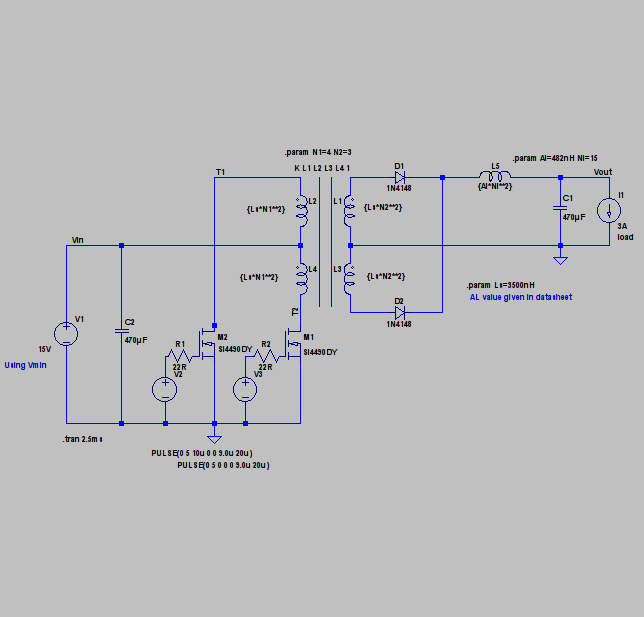 .param N1=4 N2=3
K L1 L2 L3 L4 1
D1
L5
.param Al=482nH Nl=15
T1
Vout
1N4148
{Al*Nl**2}
L2
L1
C1
I1
{Ls*N1**2}
{Ls*N2**2}
470µF
3A
load
Vin
L4
L3
{Ls*N1**2}
{Ls*N2**2}
.param Ls=3500nH
AL value given in datasheet
D2
T2
V1
C2
1N4148
15V
470µF
R1
M2
R2
M1
SI4490DY
SI4490DY
Using Vmin
22R
22R
V2
V3
.tran 2.5ms
PULSE(0 5 10u 0 0 9.0u 20u)
PULSE(0 5 0 0 0 9.0u 20u)